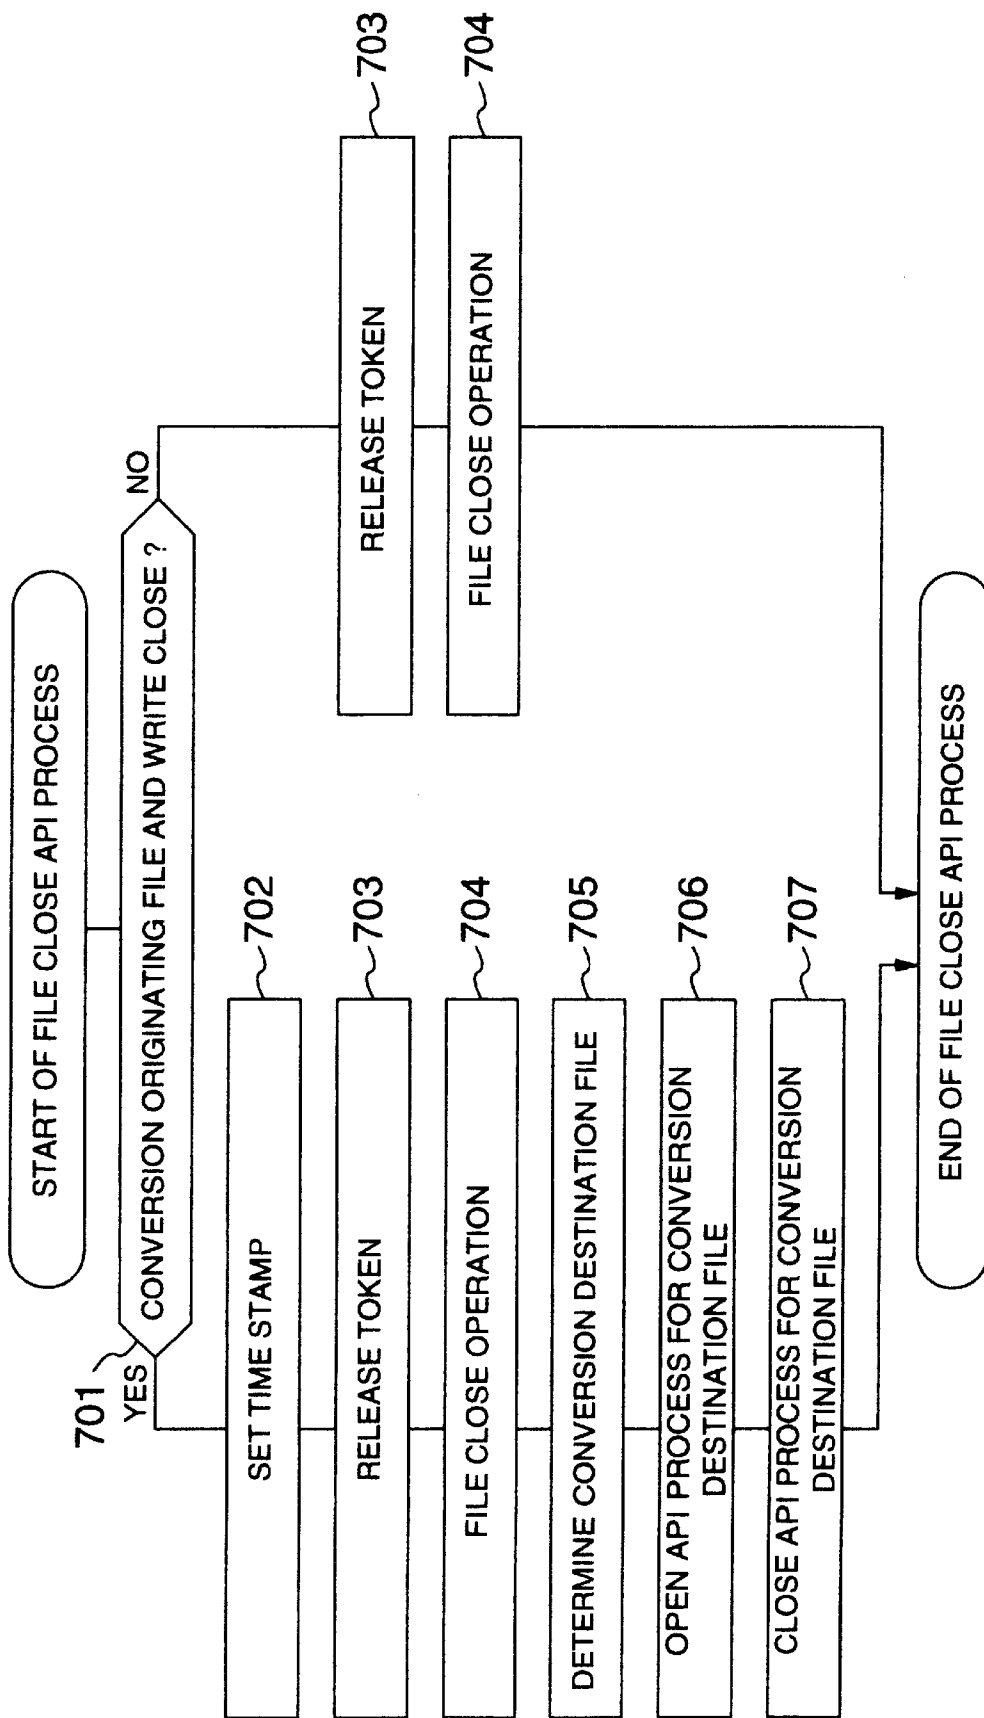 START OF FILE CLOSE API PROCESS
701
YES
CONVERSION ORIGINATING FILE AND WRITE CLOSE ?
NO
SET TIME STAMP
702
RELEASE TOKEN
703
FILE CLOSE OPERATION
704
DETERMINE CONVERSION DESTINATION FILE
705
OPEN API PROCESS FOR CONVERSION
DESTINATION FILE
706
CLOSE API PROCESS FOR CONVERSION
DESTINATION FILE
707
RELEASE TOKEN
703
FILE CLOSE OPERATION
704
END OF FILE CLOSE API PROCESS